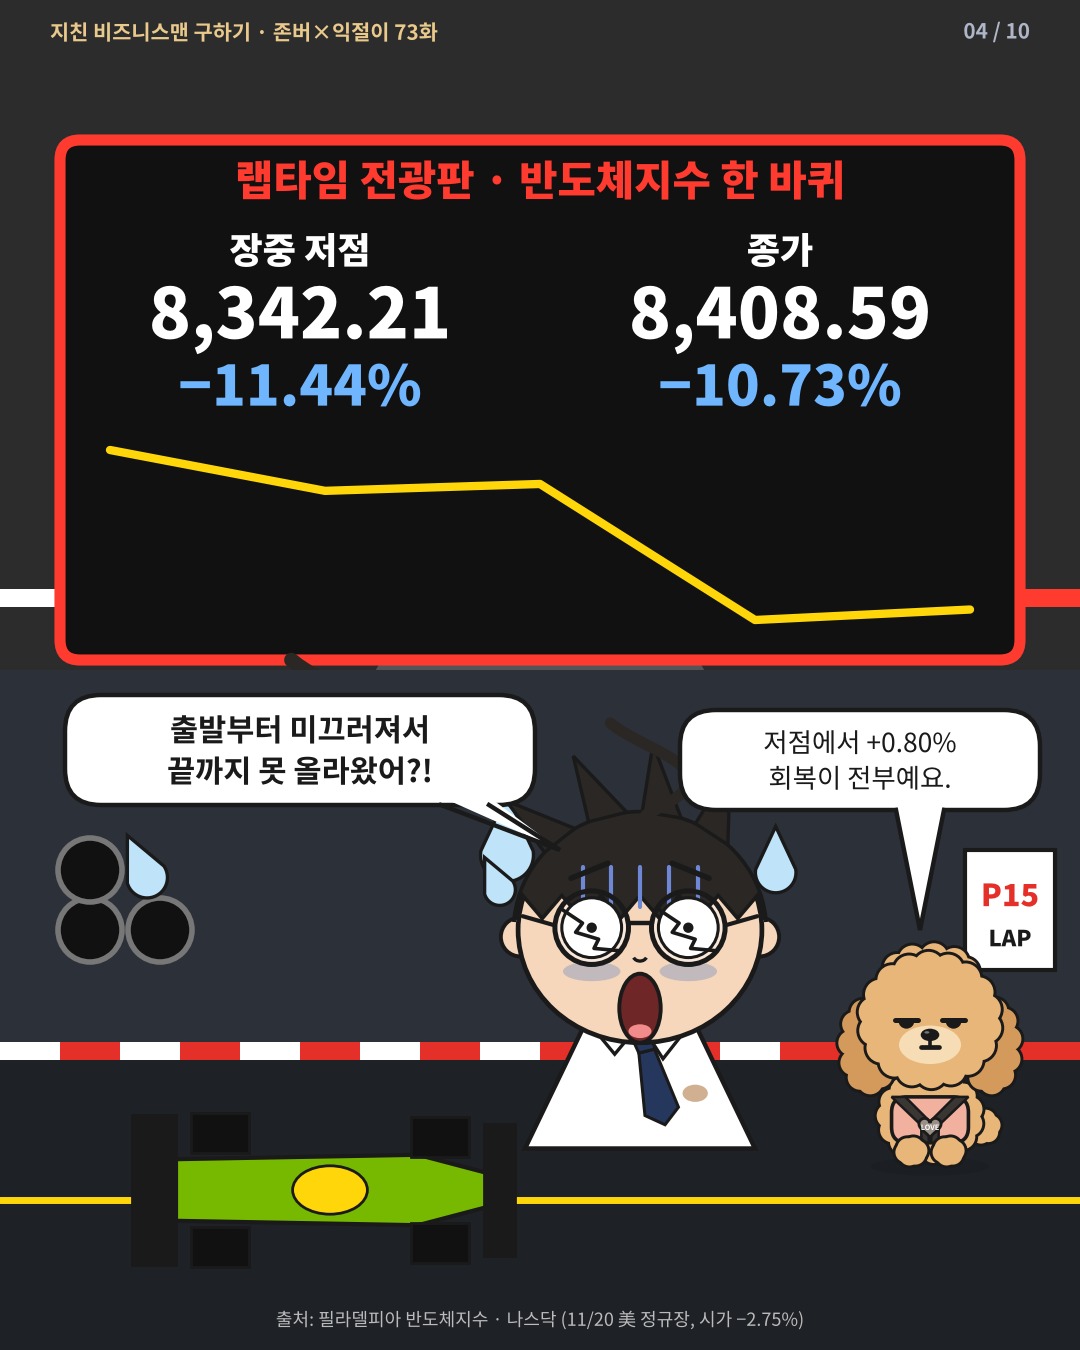 지친 비즈니스맨 구하기 · 존버×익절이 73화
04 / 10
랩타임 전광판 · 반도체지수 한 바퀴
장중 저점
8,342.21
−11.44%
종가
8,408.59
−10.73%
출발부터 미끄러져서
끝까지 못 올라왔어?!
저점에서 +0.80%
회복이 전부예요.
P15
LAP
LOVE
출처: 필라델피아 반도체지수 · 나스닥 (11/20 美 정규장, 시가 −2.75%)